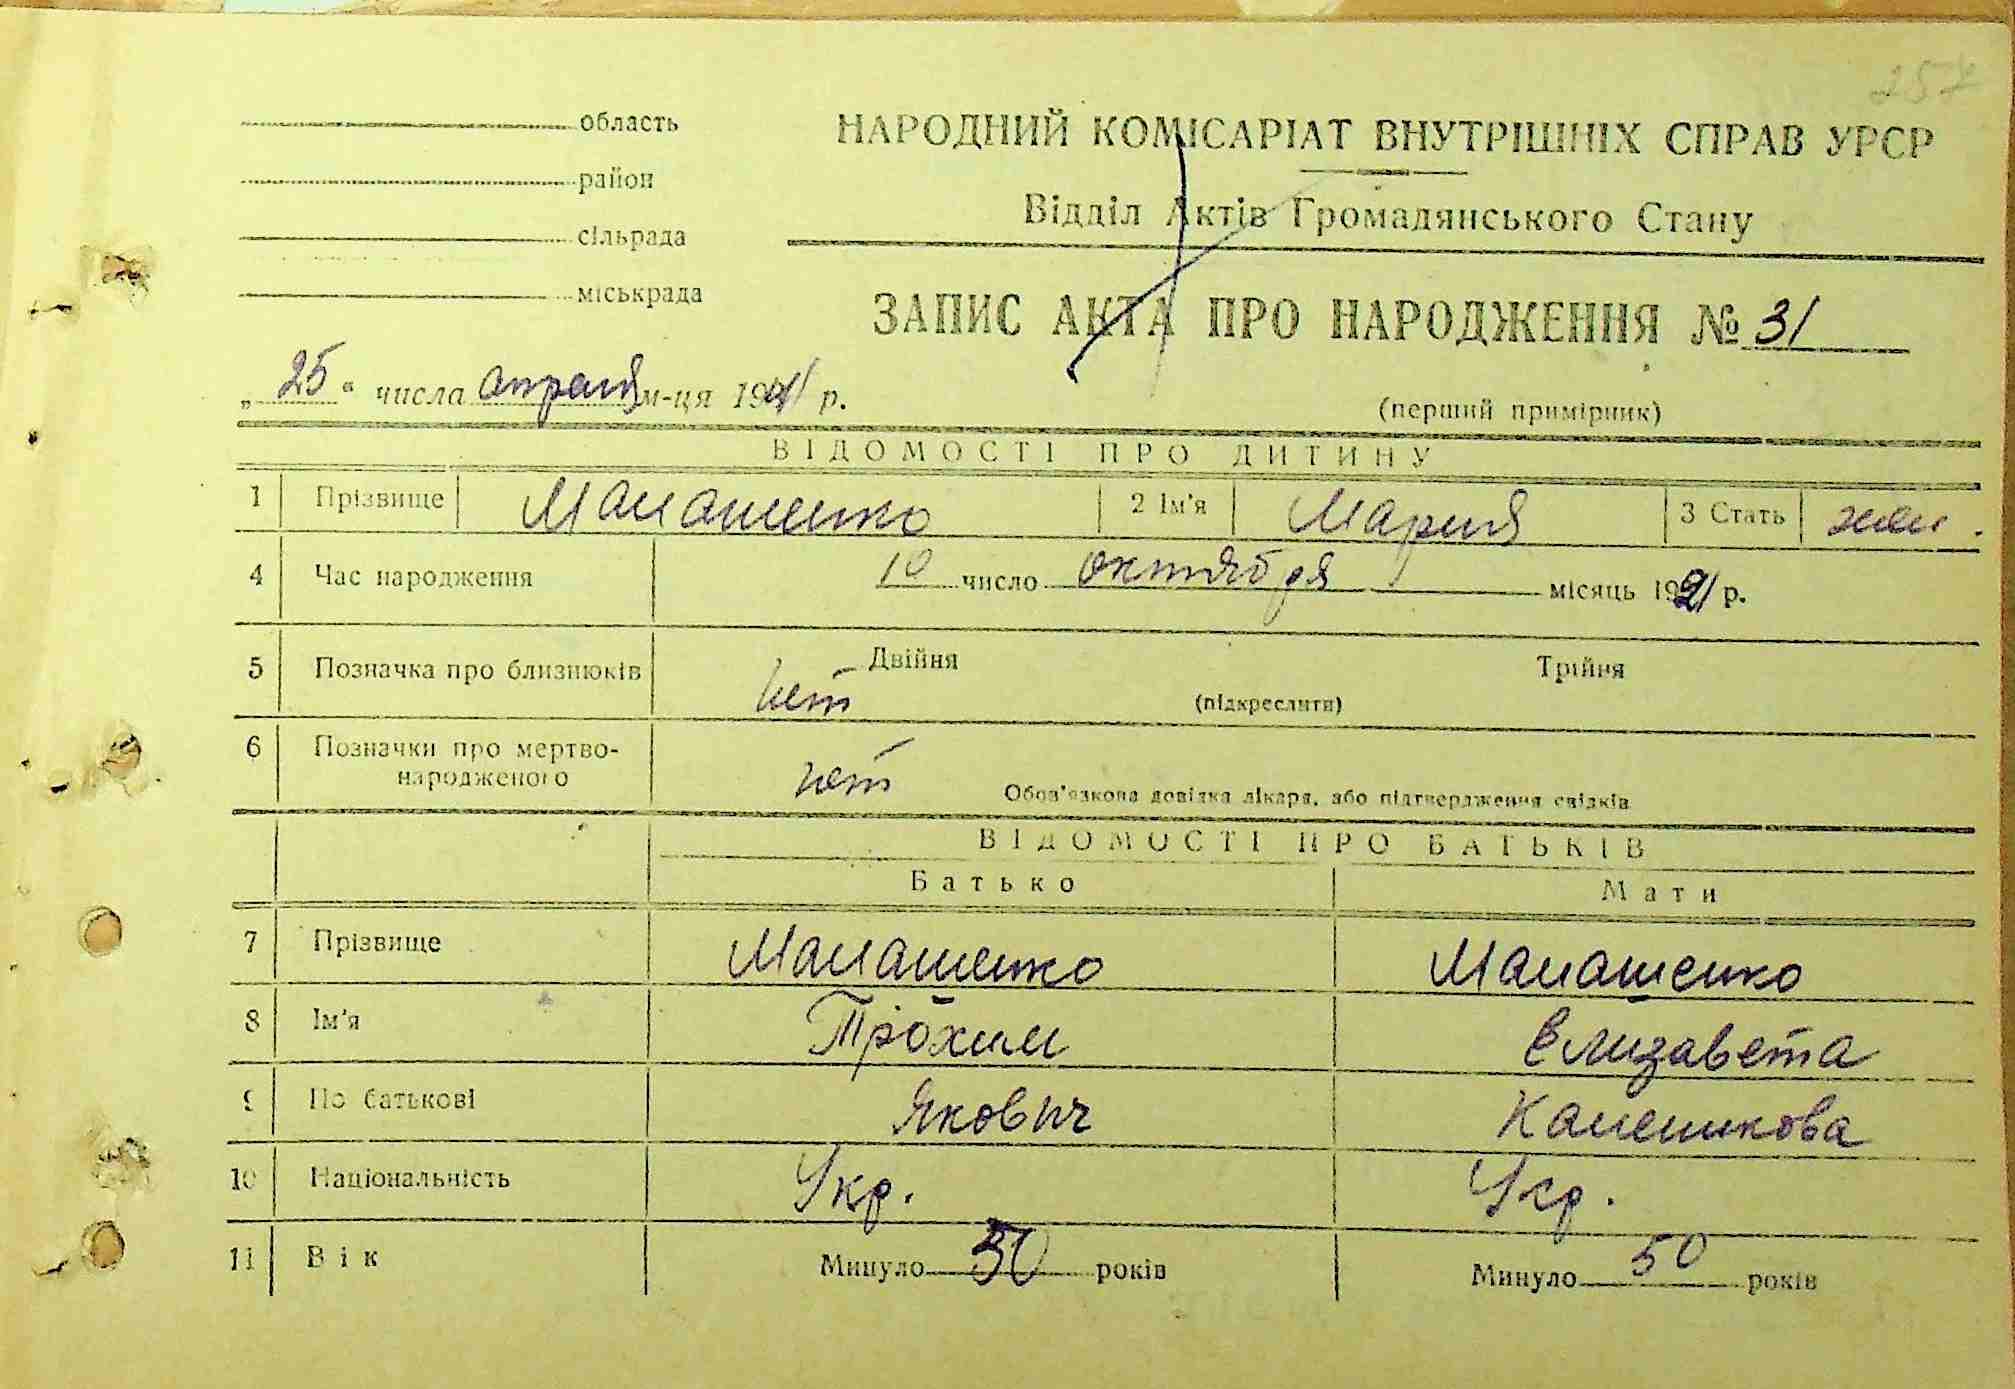 257
область
район
сільрада
міськрада
НАРОДНИЙ КОМІСАРІАТ ВНУТРІШНІХ СПРАВ УРСР
Відділ Актів Громадянського Стану
ЗАПИС АКТА ПРО НАРОДЖЕННЯ № 31
„ 25 “ числа апреля м-ця 1941 р.
(перший примірник)
ВІДОМОСТІ ПРО ДИТИНУ
1 Прізвище Малашенко 2 Ім'я Мария 3 Стать жен.
4 Час народження 10 число октября місяць 1921 р.
5 Позначка про близнюків нет Двійня Трійня
(підкреслити)
6 Позначки про мертво-
народженого нет Обов'язкова довідка лікаря, або підтвердження свідків
ВІДОМОСТІ ПРО БАТЬКІВ
Батько Мати
7 Прізвище Малашенко Малашенко
8 Ім'я Трохим Елизавета
9 По батькові Якович
10 Національність Укр. Укр.
11 Вік Минуло 50 років Минуло 50 років